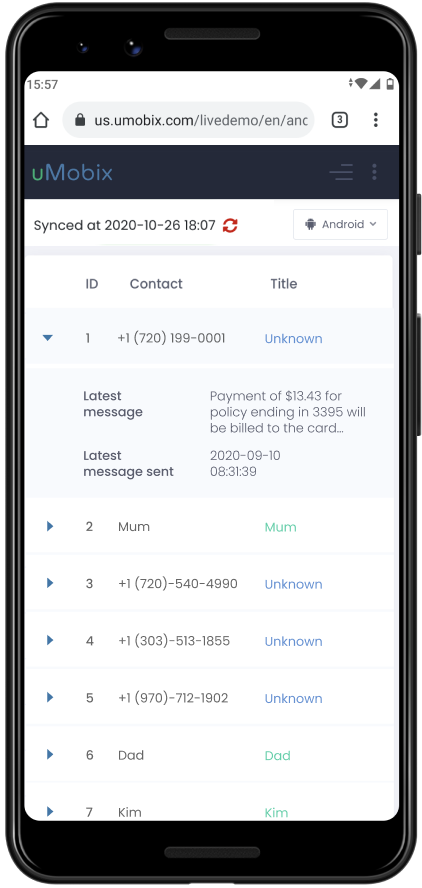 15:57
us.umobix.com/livedemo/en/anc
3
uMobix
Synced at 2020-10-26 18:07
Android
ID Contact Title
1 +1 (720) 199-0001 Unknown
Latest message
Payment of $13.43 for
policy ending in 3395 will
be billed to the card...
Latest message sent
2020-09-10
08:31:39
2 Mum Mum
3 +1 (720)-540-4990 Unknown
4 +1 (303)-513-1855 Unknown
5 +1 (970)-712-1902 Unknown
6 Dad Dad
7 Kim Kim